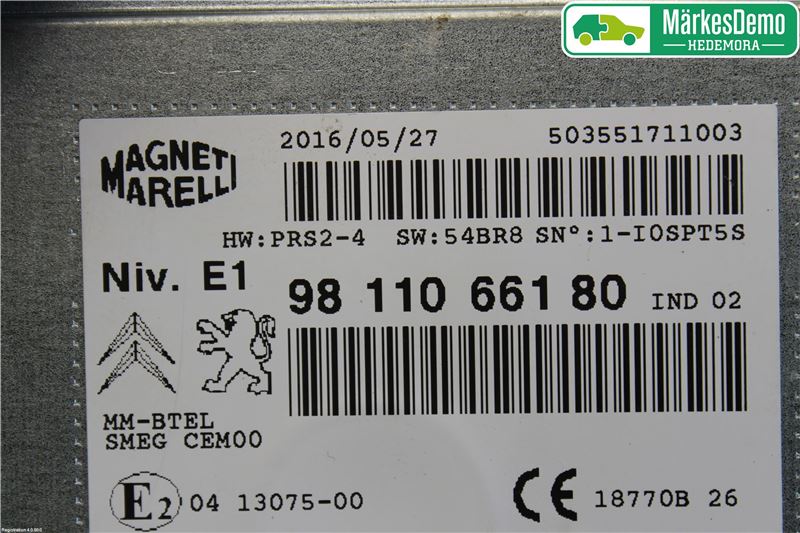 MärkesDemo
HEDEMORA
2016/05/27 503551711003
MAGNETI
MARELLI
HW:PRS2-4 SW:54BR8 SN°:1-I0SPT5S
Niv. E1 98 110 661 80 IND 02
MM-BTEL
SMEG CEM00
E2 04 13075-00 CE 18770B 26